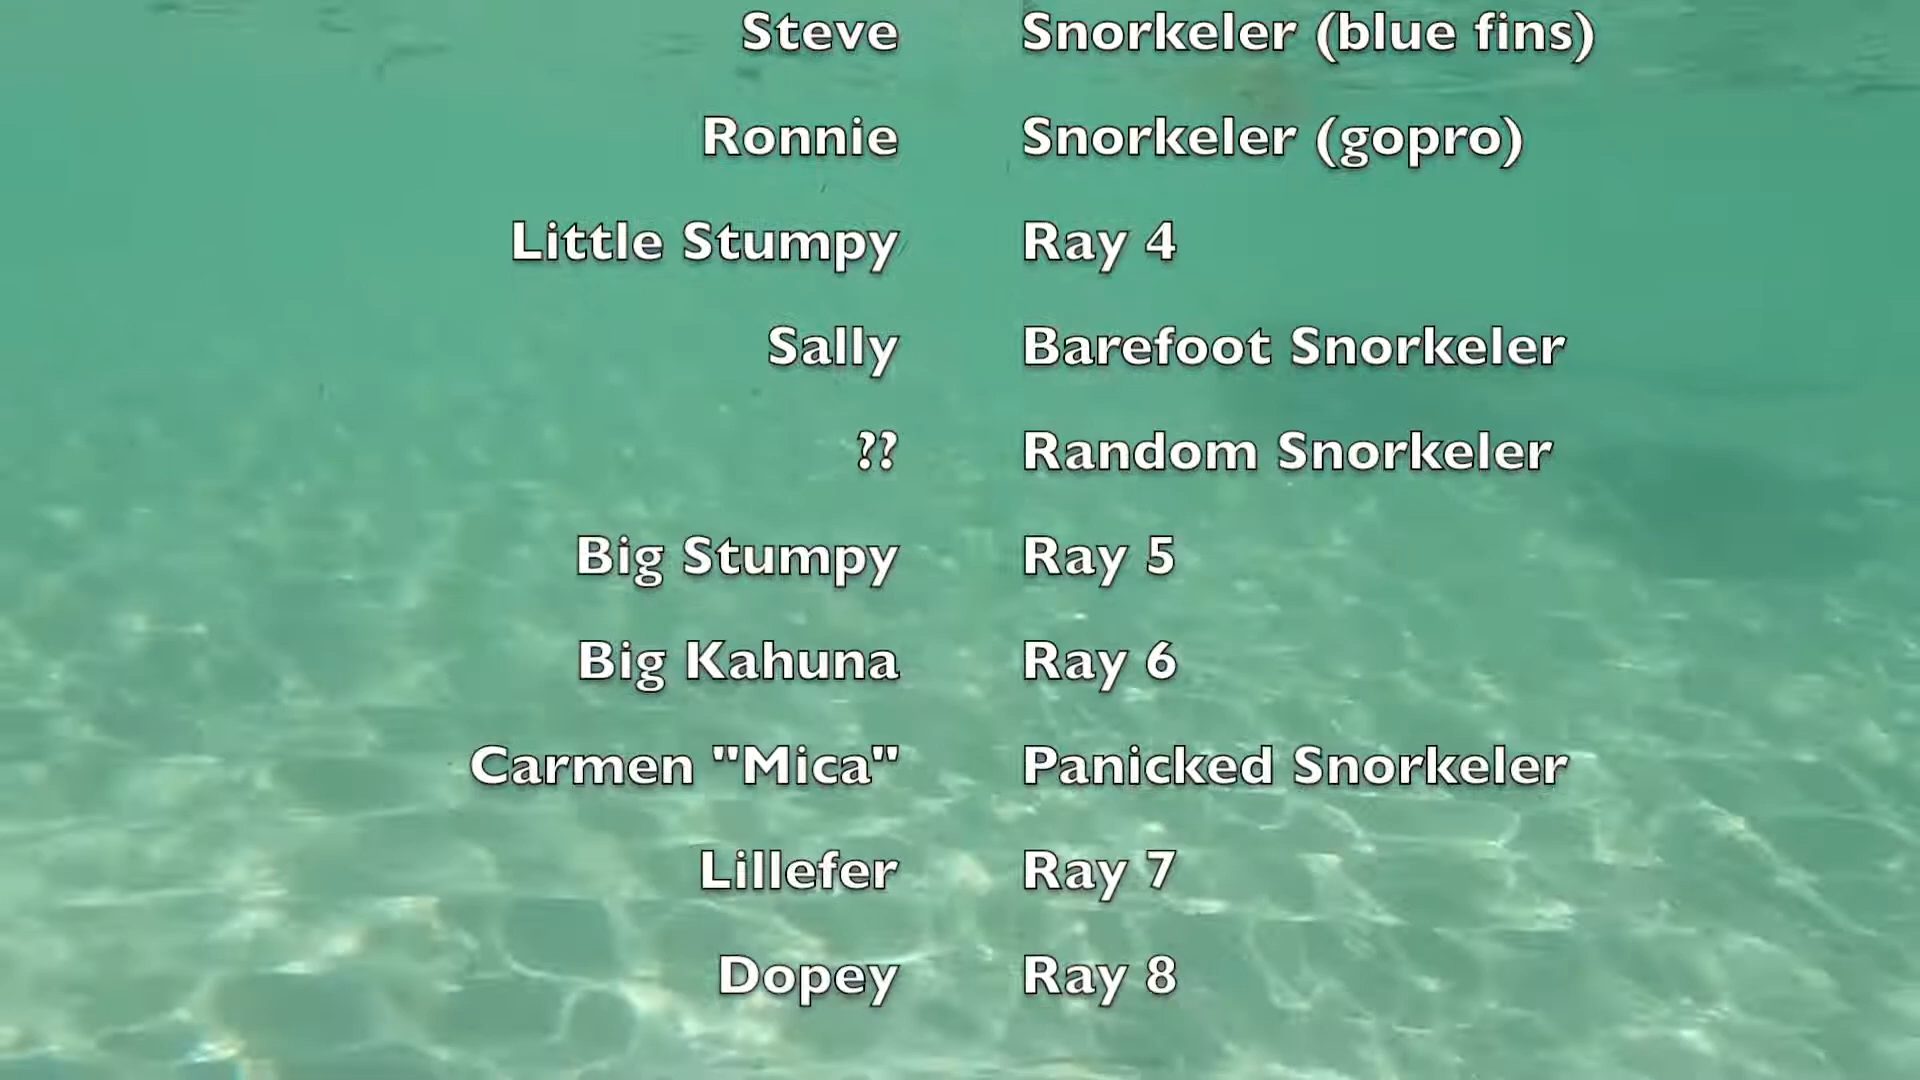 Steve Snorkeler (blue fins)
Ronnie Snorkeler (gopro)
Little Stumpy Ray 4
Sally Barefoot Snorkeler
?? Random Snorkeler
Big Stumpy Ray 5
Big Kahuna Ray 6
Carmen "Mica" Panicked Snorkeler
Lillefer Ray 7
Dopey Ray 8